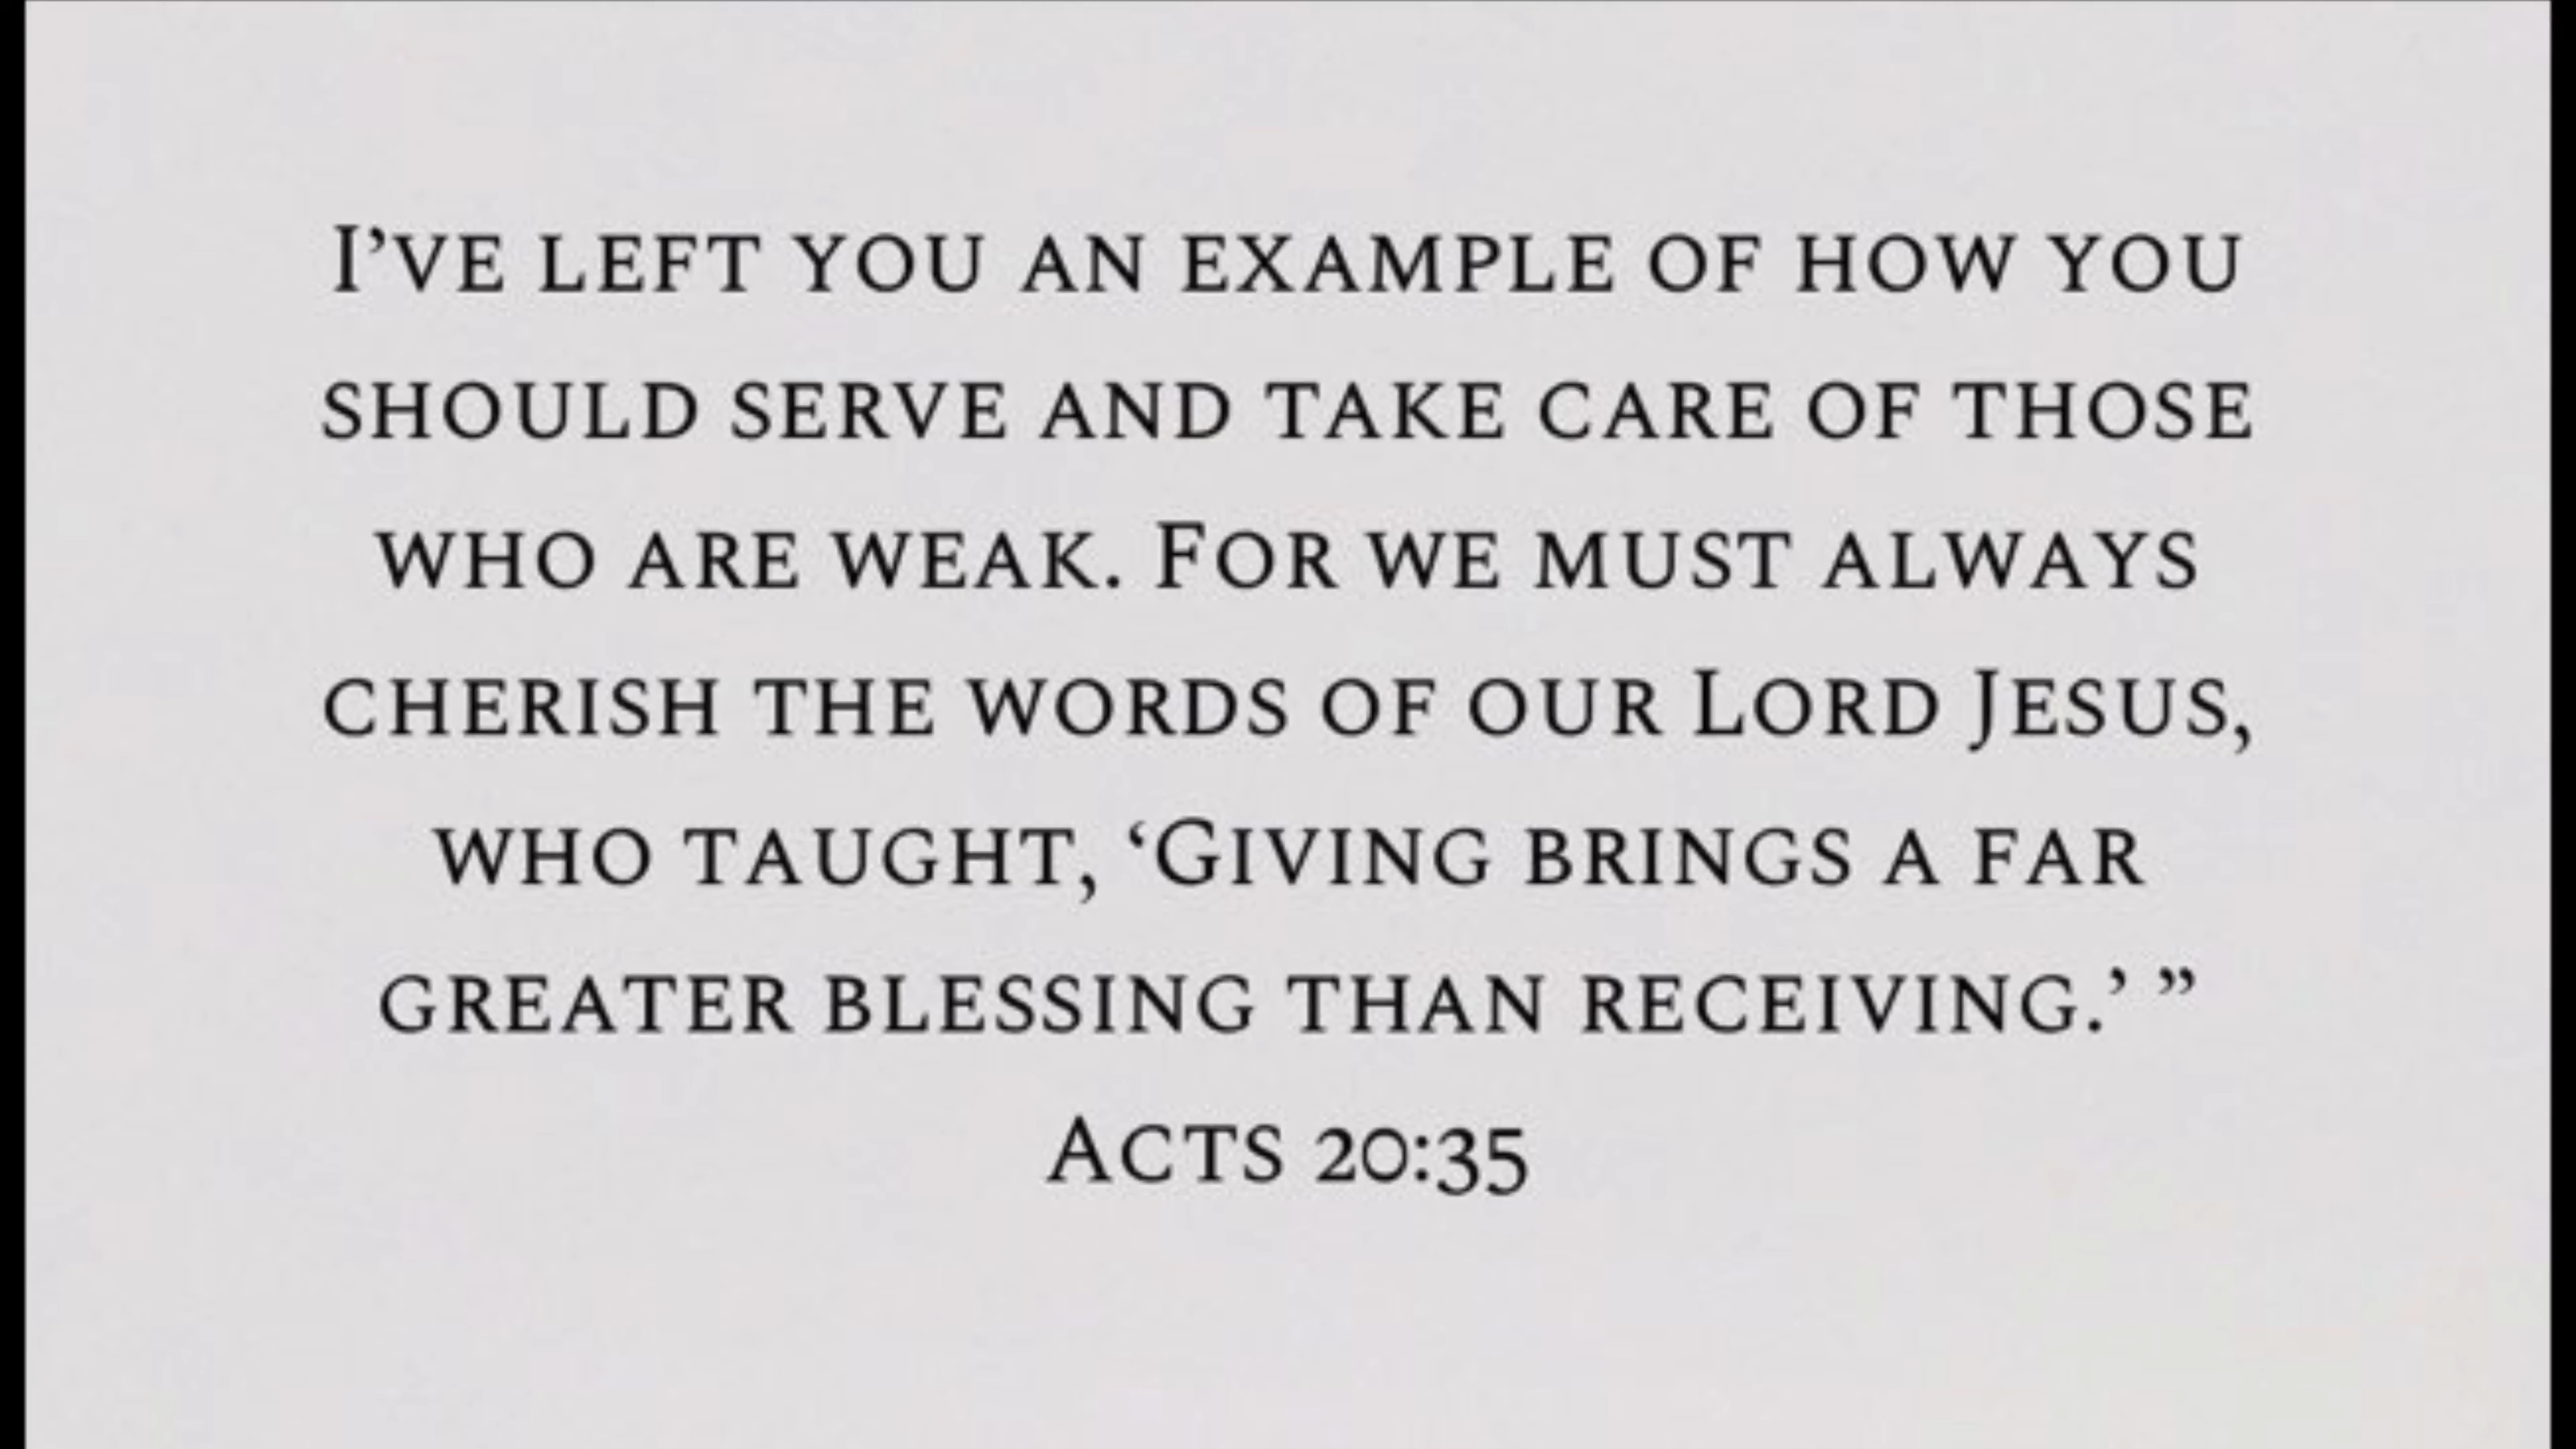 I’ve left you an example of how you
should serve and take care of those
who are weak. For we must always
cherish the words of our Lord Jesus,
who taught, ‘Giving brings a far
greater blessing than receiving.’ ”
Acts 20:35